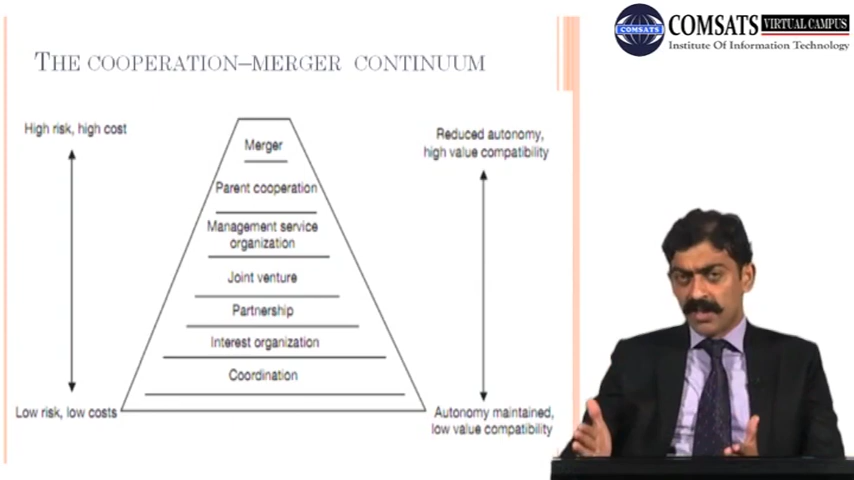 COMSATS VIRTUAL CAMPUS
Institute Of Information Technology
COMSATS
THE COOPERATION–MERGER CONTINUUM
High risk, high cost
Reduced autonomy,
high value compatibility
Merger
Parent cooperation
Management service
organization
Joint venture
Partnership
Interest organization
Coordination
Low risk, low costs
Autonomy maintained,
low value compatibility